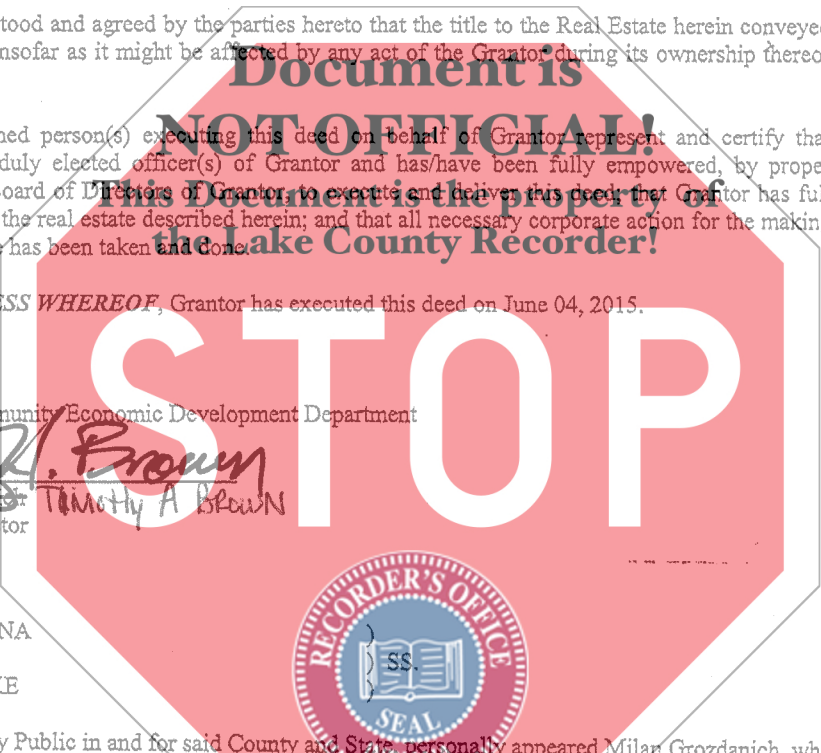 tood and agreed by the parties hereto that the title to the Real Estate herein conveyed
nsofar as it might be affected by any act of the Grantor during its ownership thereo
Document is
ned person(s) executing this deed on behalf of Grantor represent and certify tha
NOT OFFICIAL!
duly elected officer(s) of Grantor and has/have been fully empowered, by prope
This Document is the property of
oard of Directors of Grantor, to execute and deliver this deed; that Grantor has ful
the real estate described herein; and that all necessary corporate action for the makin
the Lake County Recorder!
e has been taken and done.
ESS WHEREOF, Grantor has executed this deed on June 04, 2015.
STOP
munity Economic Development Department
Brown
Timothy A Brown
tor
RECORDER'S OFFICE
SEAL
NA
) 
) SS.
)
KE
y Public in and for said County and State, personally appeared Milan Grozdanich, wh